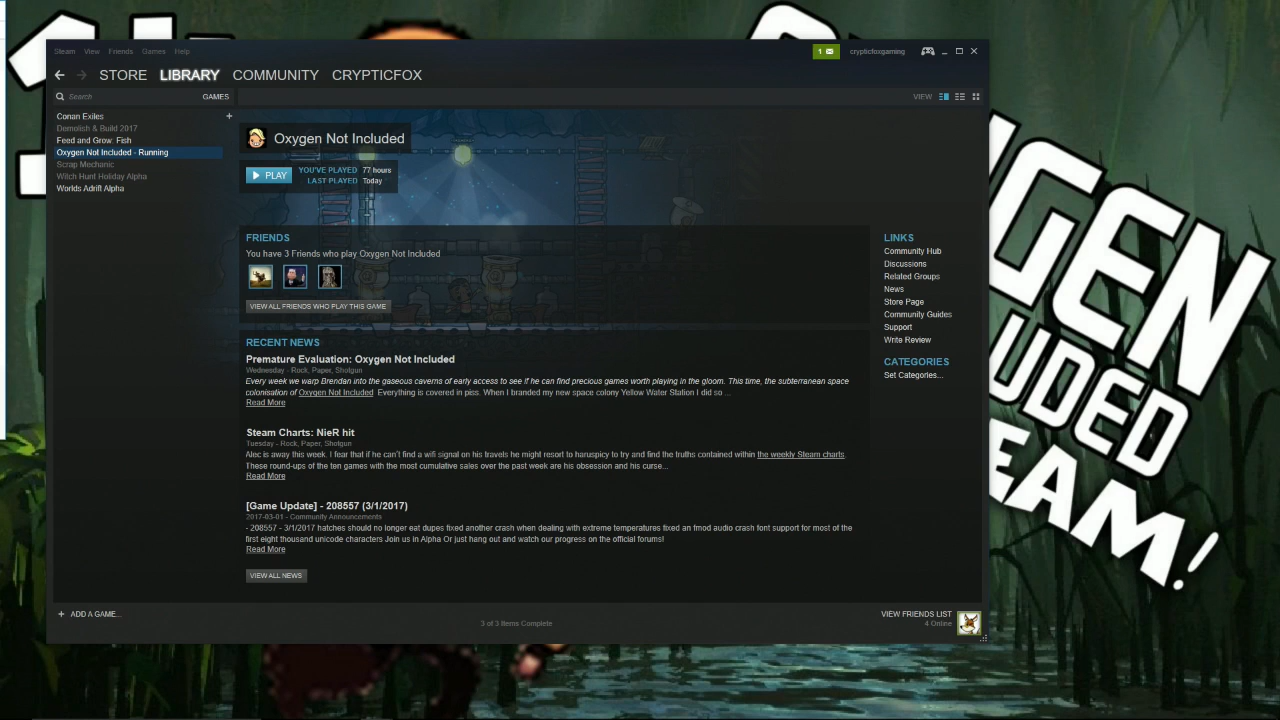 Steam View Friends Games Help
1 crypticfoxgaming
STORE LIBRARY COMMUNITY CRYPTICFOX
Search GAMES VIEW
Conan Exiles
Demolish & Build 2017
Feed and Grow: Fish
Oxygen Not Included - Running
Scrap Mechanic
Witch Hunt Holiday Alpha
Worlds Adrift Alpha
Oxygen Not Included
PLAY
YOU'VE PLAYED 77 hours
LAST PLAYED Today
FRIENDS
You have 3 Friends who play Oxygen Not Included
VIEW ALL FRIENDS WHO PLAY THIS GAME
LINKS
Community Hub
Discussions
Related Groups
News
Store Page
Community Guides
Support
Write Review
CATEGORIES
Set Categories...
RECENT NEWS
Premature Evaluation: Oxygen Not Included
Wednesday - Rock, Paper, Shotgun
Every week we warp Brendan into the gaseous caverns of early access to see if he can find precious games worth playing in the gloom. This time, the subterranean space
colonisation of Oxygen Not Included Everything is covered in piss. When I branded my new space colony Yellow Water Station I did so ...
Read More
Steam Charts: NieR hit
Tuesday - Rock, Paper, Shotgun
Alec is away this week. I fear that if he can't find a wifi signal on his travels he might resort to haruspicy to try and find the truths contained within the weekly Steam charts.
These round-ups of the ten games with the most cumulative sales over the past week are his obsession and his curse...
Read More
[Game Update] - 208557 (3/1/2017)
2017-03-01 - Community Announcements
- 208557 - 3/1/2017 hatches should no longer eat dupes fixed another crash when dealing with extreme temperatures fixed an fmod audio crash font support for most of the
first eight thousand unicode characters Join us in Alpha Or just hang out and watch our progress on the official forums!
Read More
VIEW ALL NEWS
+ ADD A GAME...
3 of 3 Items Complete
VIEW FRIENDS LIST
4 Online
GEN
UDED
EAM!